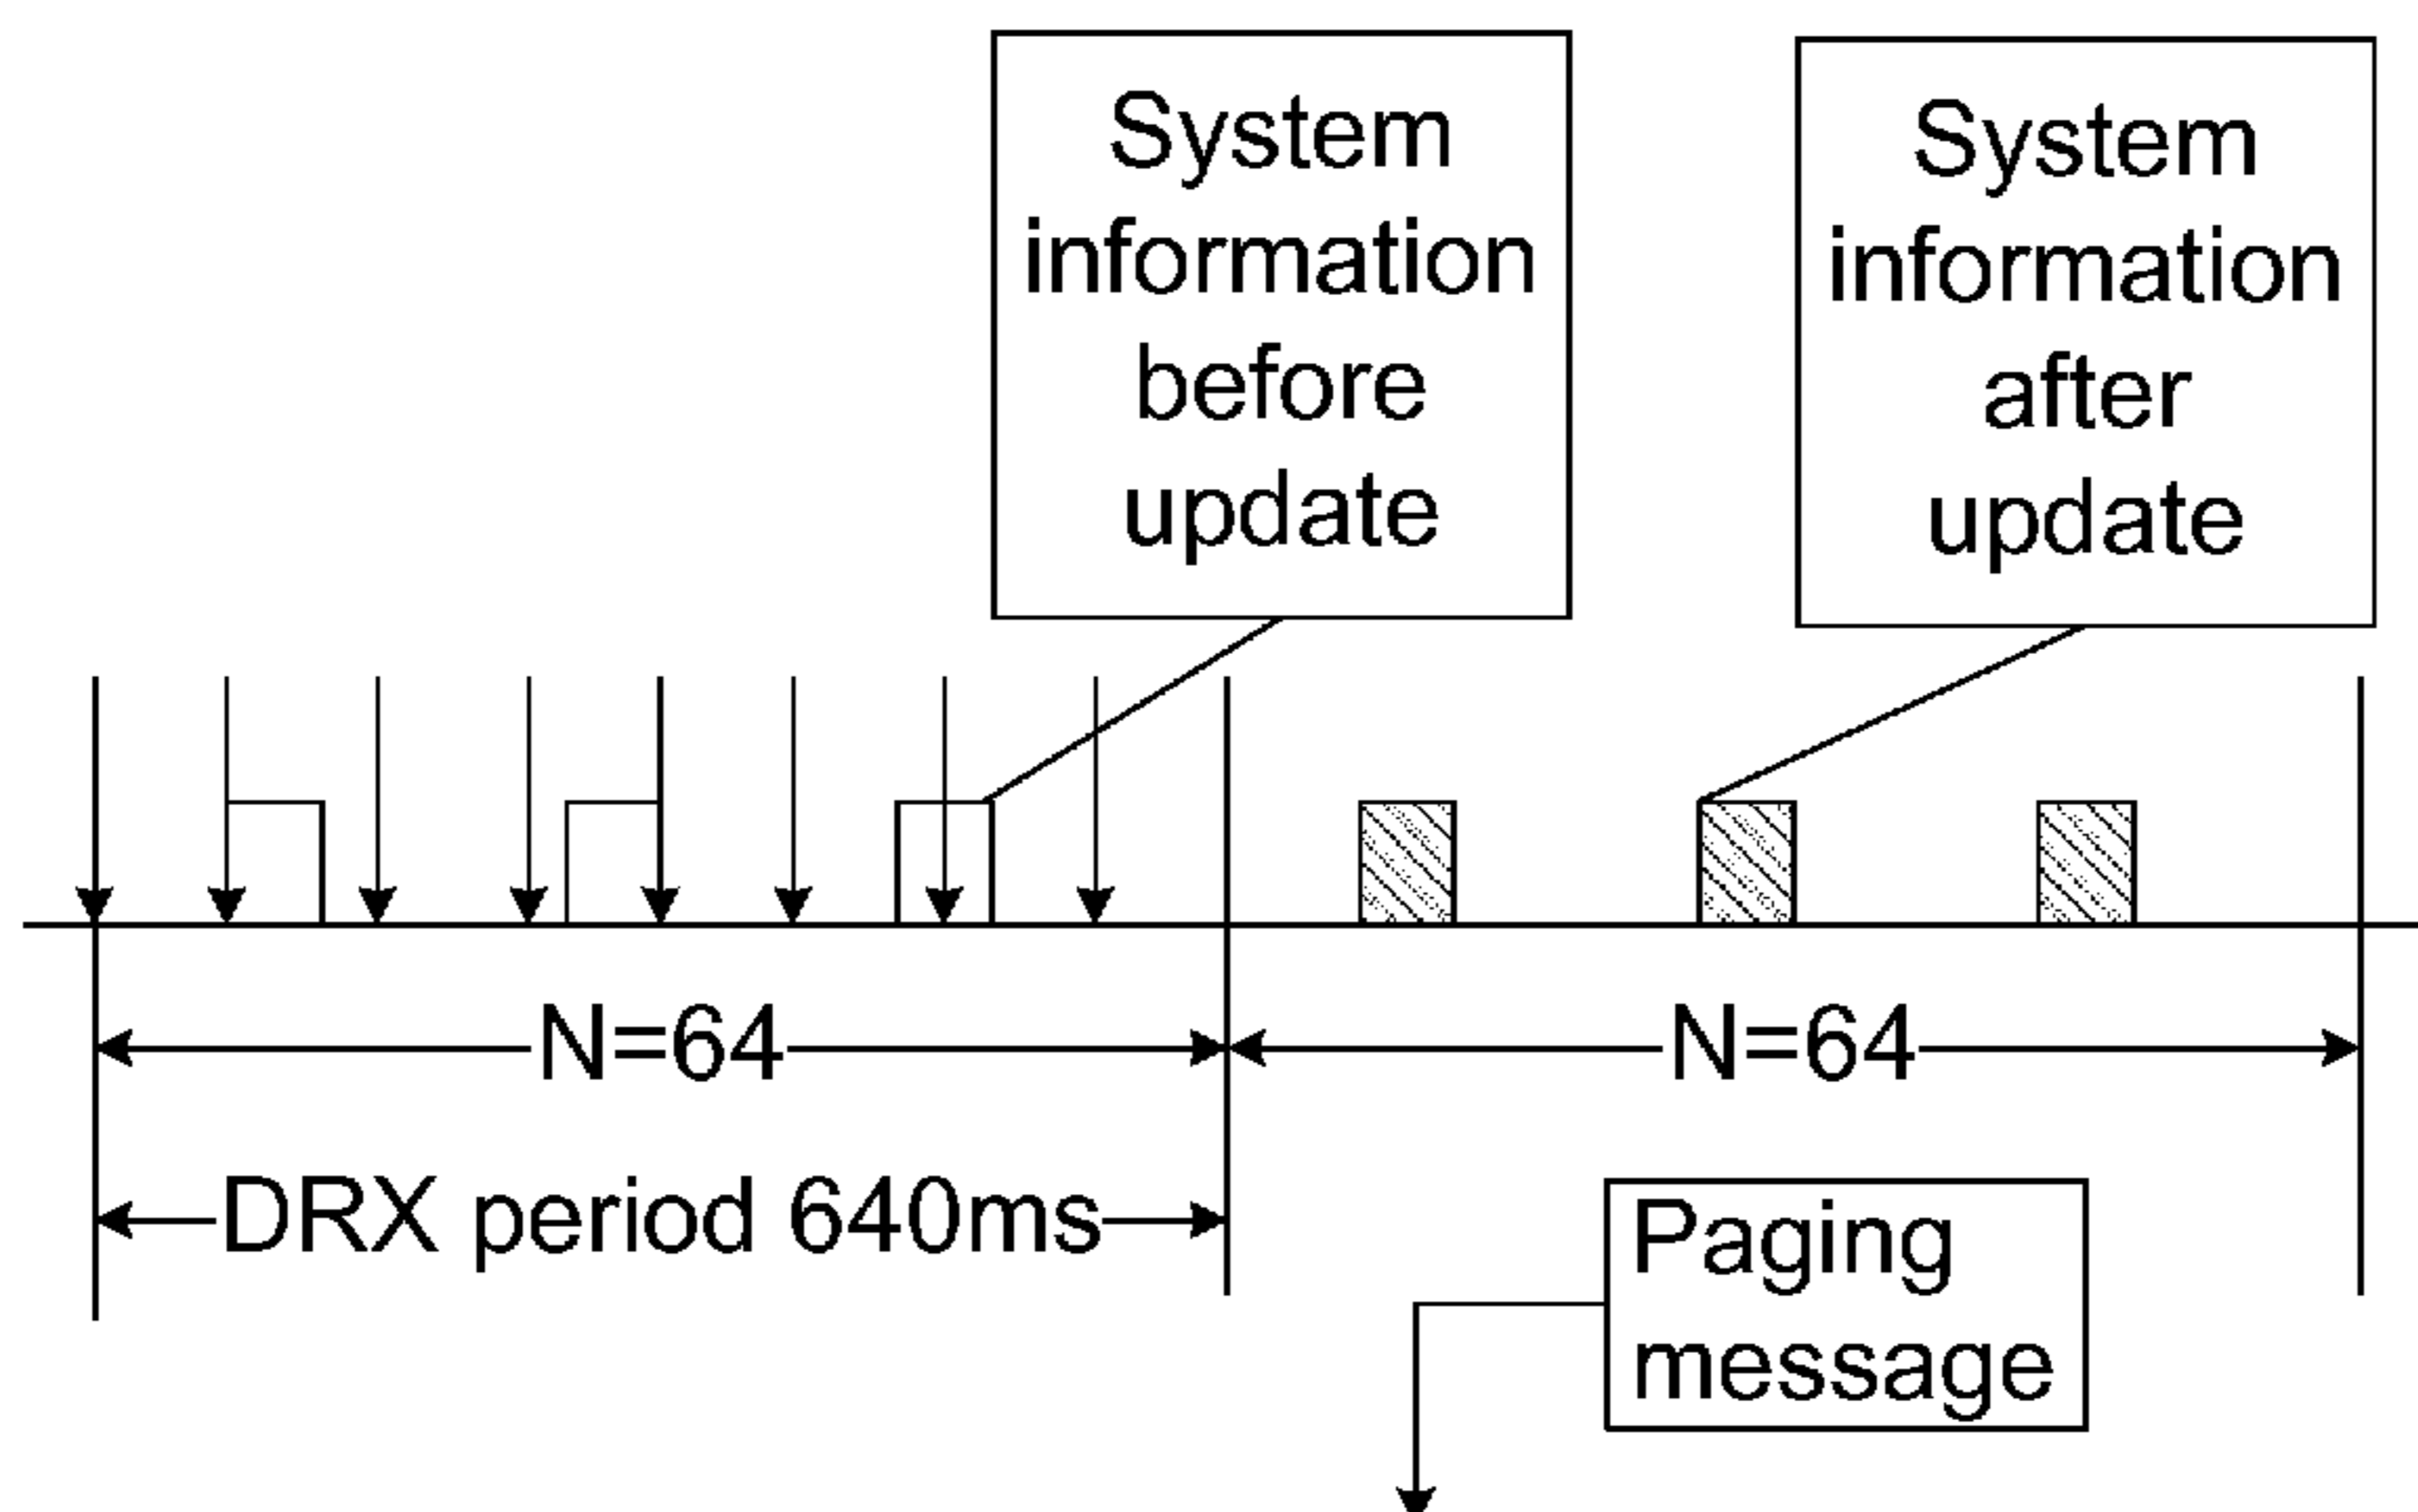 System
information
before
update
System
information
after
update
N=64
N=64
DRX period 640ms
Paging
message